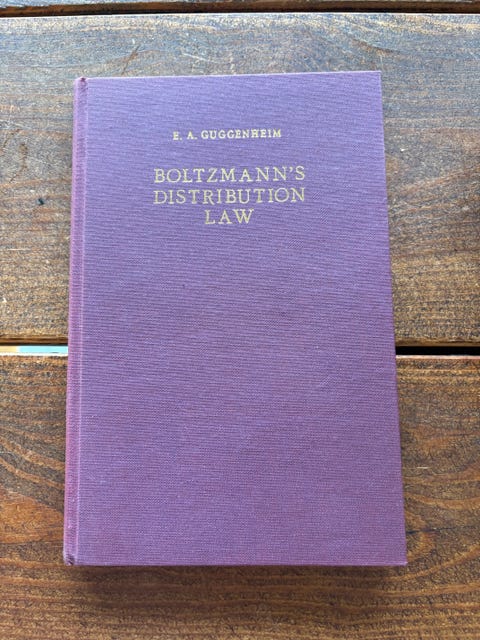 E. A. GUGGENHEIM
BOLTZMANN'S
DISTRIBUTION
LAW